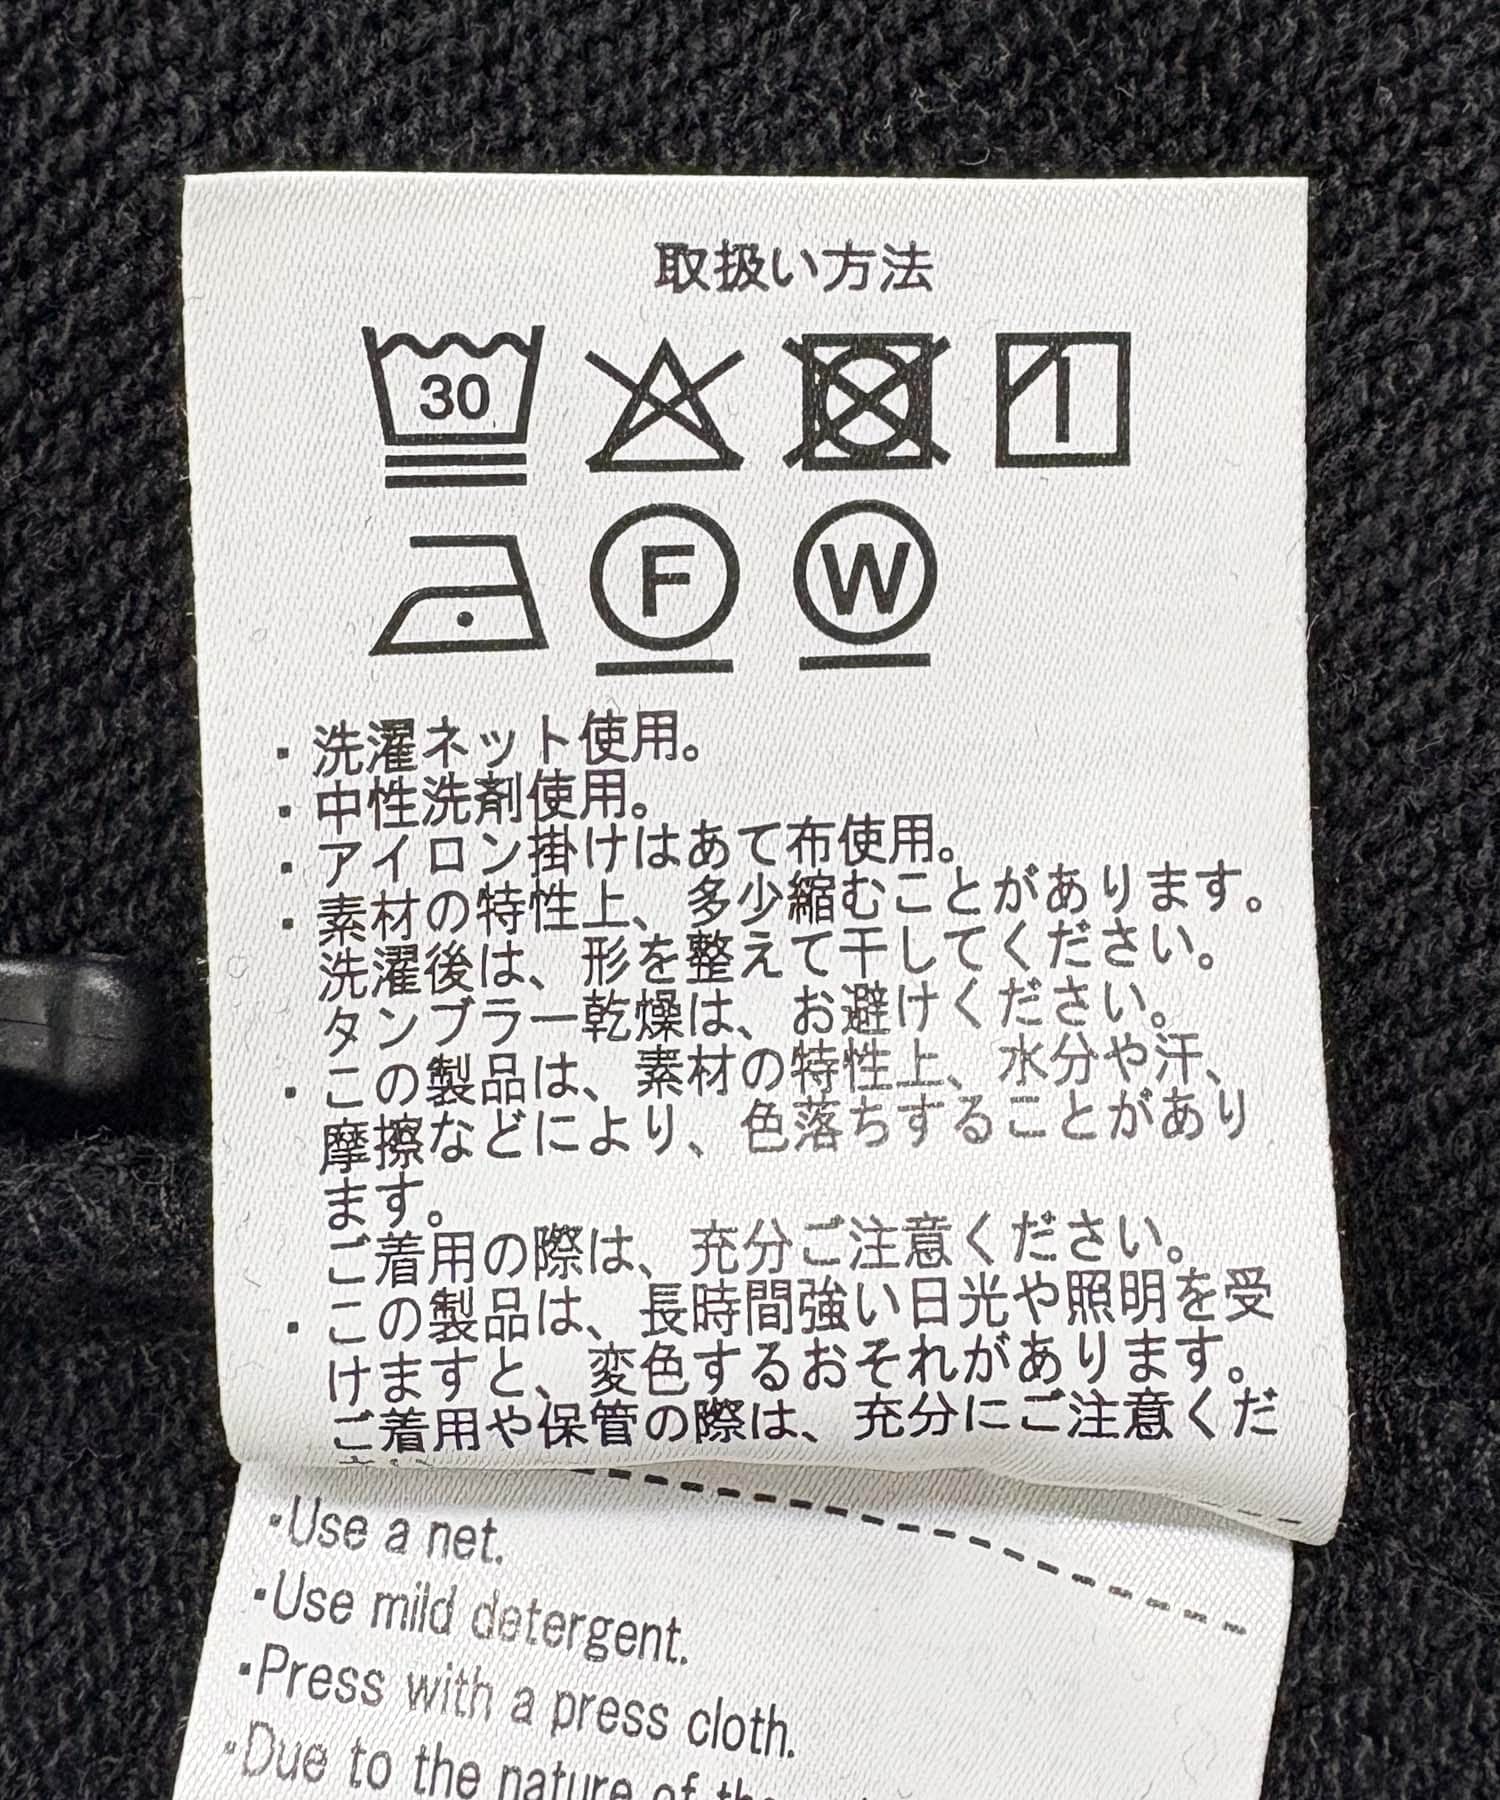 取扱い方法
30
F W
・洗濯ネット使用。
・中性洗剤使用。
・アイロン掛けはあて布使用。
・素材の特性上、多少縮むことがあります。
洗濯後は、形を整えて干してください。
タンブラー乾燥は、お避けください。
・この製品は、素材の特性上、水分や汗、
摩擦などにより、色落ちすることがあり
ます。
ご着用の際は、充分ご注意ください。
・この製品は、長時間強い日光や照明を受
けますと、変色するおそれがあります。
ご着用や保管の際は、充分にご注意くだ
・Use a net.
・Use mild detergent.
・Press with a press cloth.
・Due to the nature of